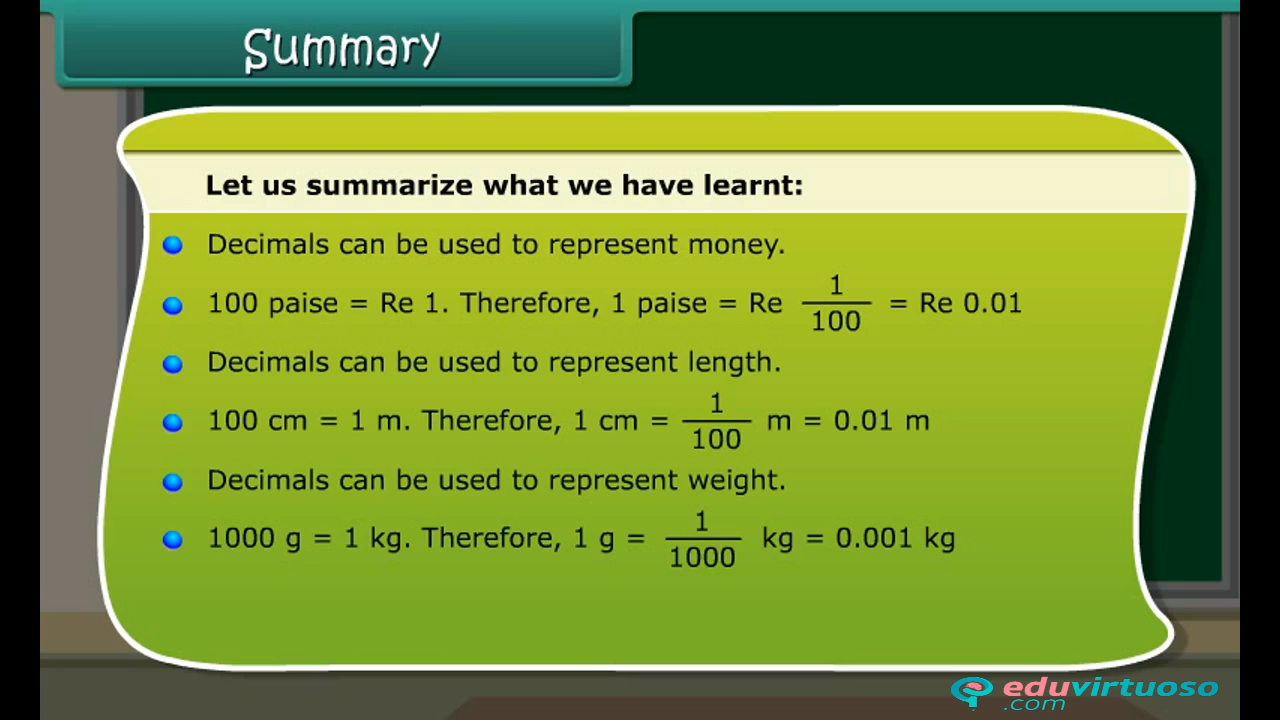 Summary
Let us summarize what we have learnt:
Decimals can be used to represent money.
100 paise = Re 1. Therefore, 1 paise = Re 1/100 = Re 0.01
Decimals can be used to represent length.
100 cm = 1 m. Therefore, 1 cm = 1/100 m = 0.01 m
Decimals can be used to represent weight.
1000 g = 1 kg. Therefore, 1 g = 1/1000 kg = 0.001 kg
eduvirtuoso
.com